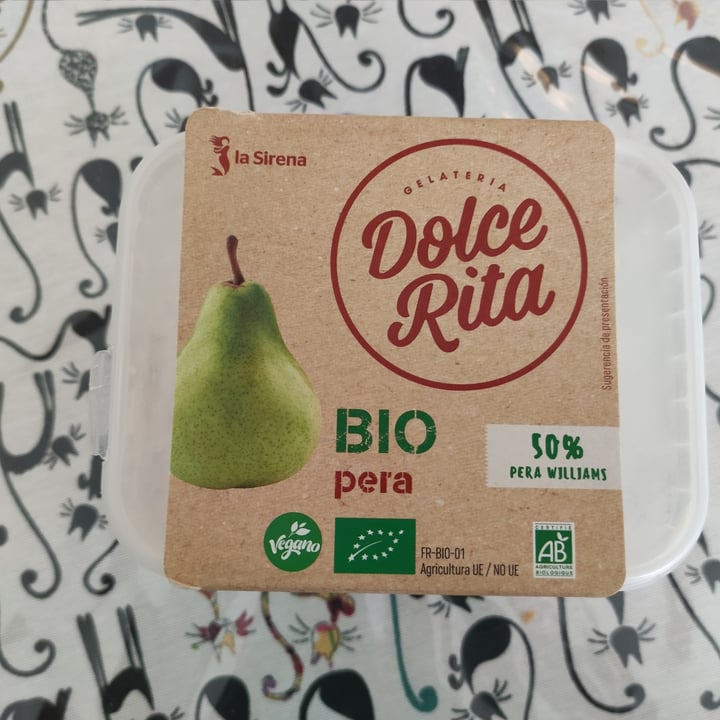 la Sirena
GELATERIA
Dolce
Rita
Sugerencia de presentación
BIO
pera
50%
PERA WILLIAMS
Vegano
FR-BIO-01
Agricultura UE / NO UE
CERTIFIÉ
AB
AGRICULTURE
BIOLOGIQUE